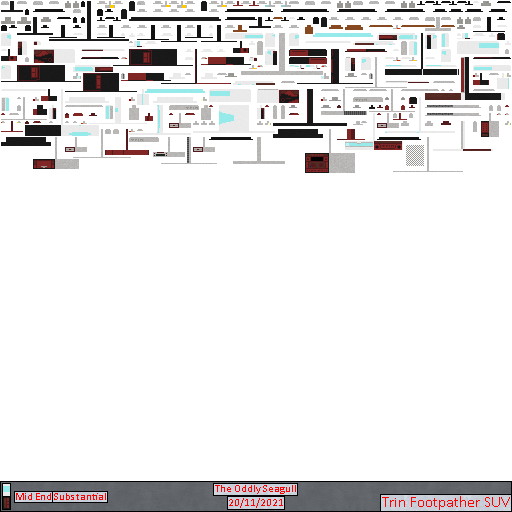 The Oddly Seagull
Mid End Substantial
20/11/2021
Trin Footpather SUV